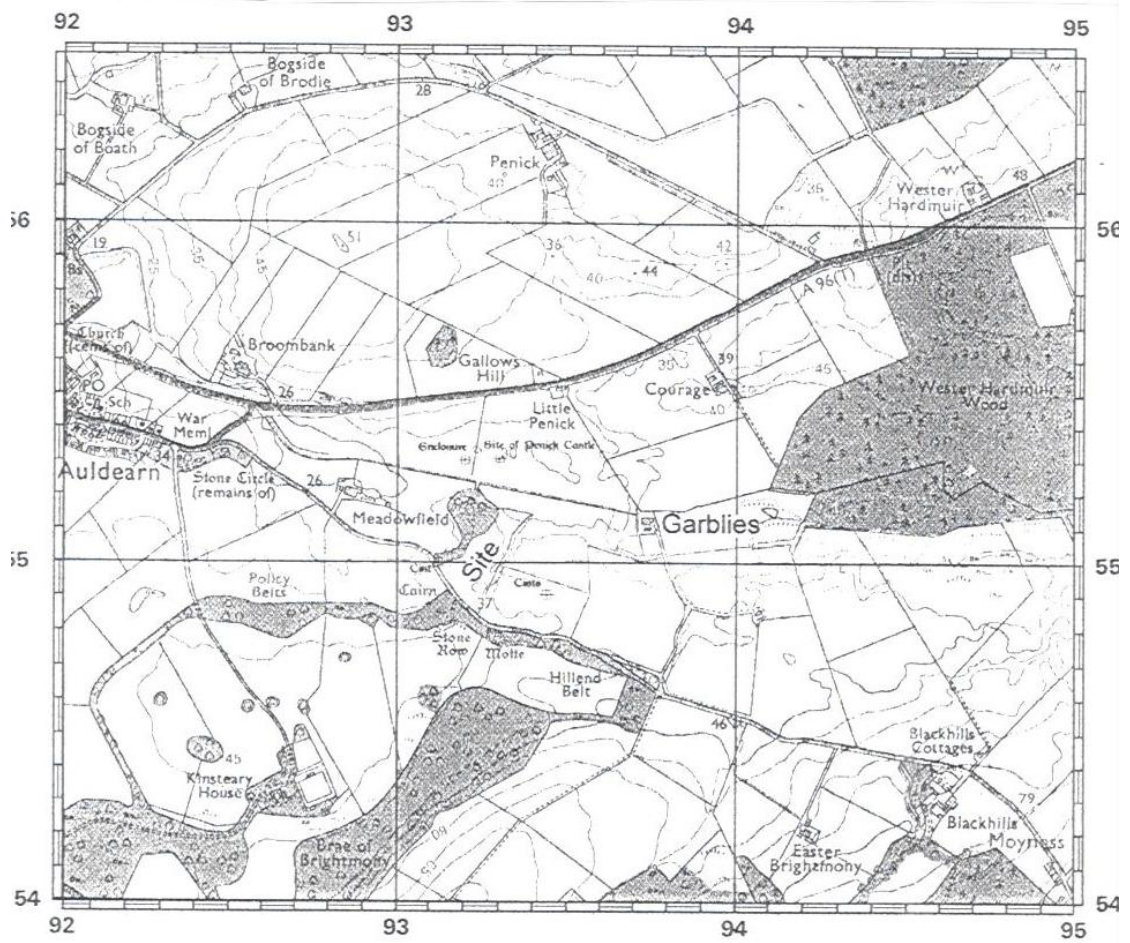 92
93
94
95
Bogside
of Brodie
28
Bogside
of Boath
Penick
40
36
48
Wester
Hardmuir
56
56
19
51
35
45
36
42
40
44
A 96(T)
Church
Broombank
Gallows
Hill
35
39
45
PO
Sch
26
Courage
40
Wester Hardmuir
Wood
Little
Penick
War
Meml
Enclosure
Site of Penick Castle
34
Auldearn
Stone Circle
(remains of)
26
Meadowfield
Garblies
Site
55
55
Policy
Belts
Cairn
37
Stone
Row
Motte
Hillend
Belt
46
Blackhills
Cottages
45
Kinsteary
House
79
60
55
Blackhills
Moyness
Brae of
Brightmony
Easter
Brightmony
54
54
92
93
94
95